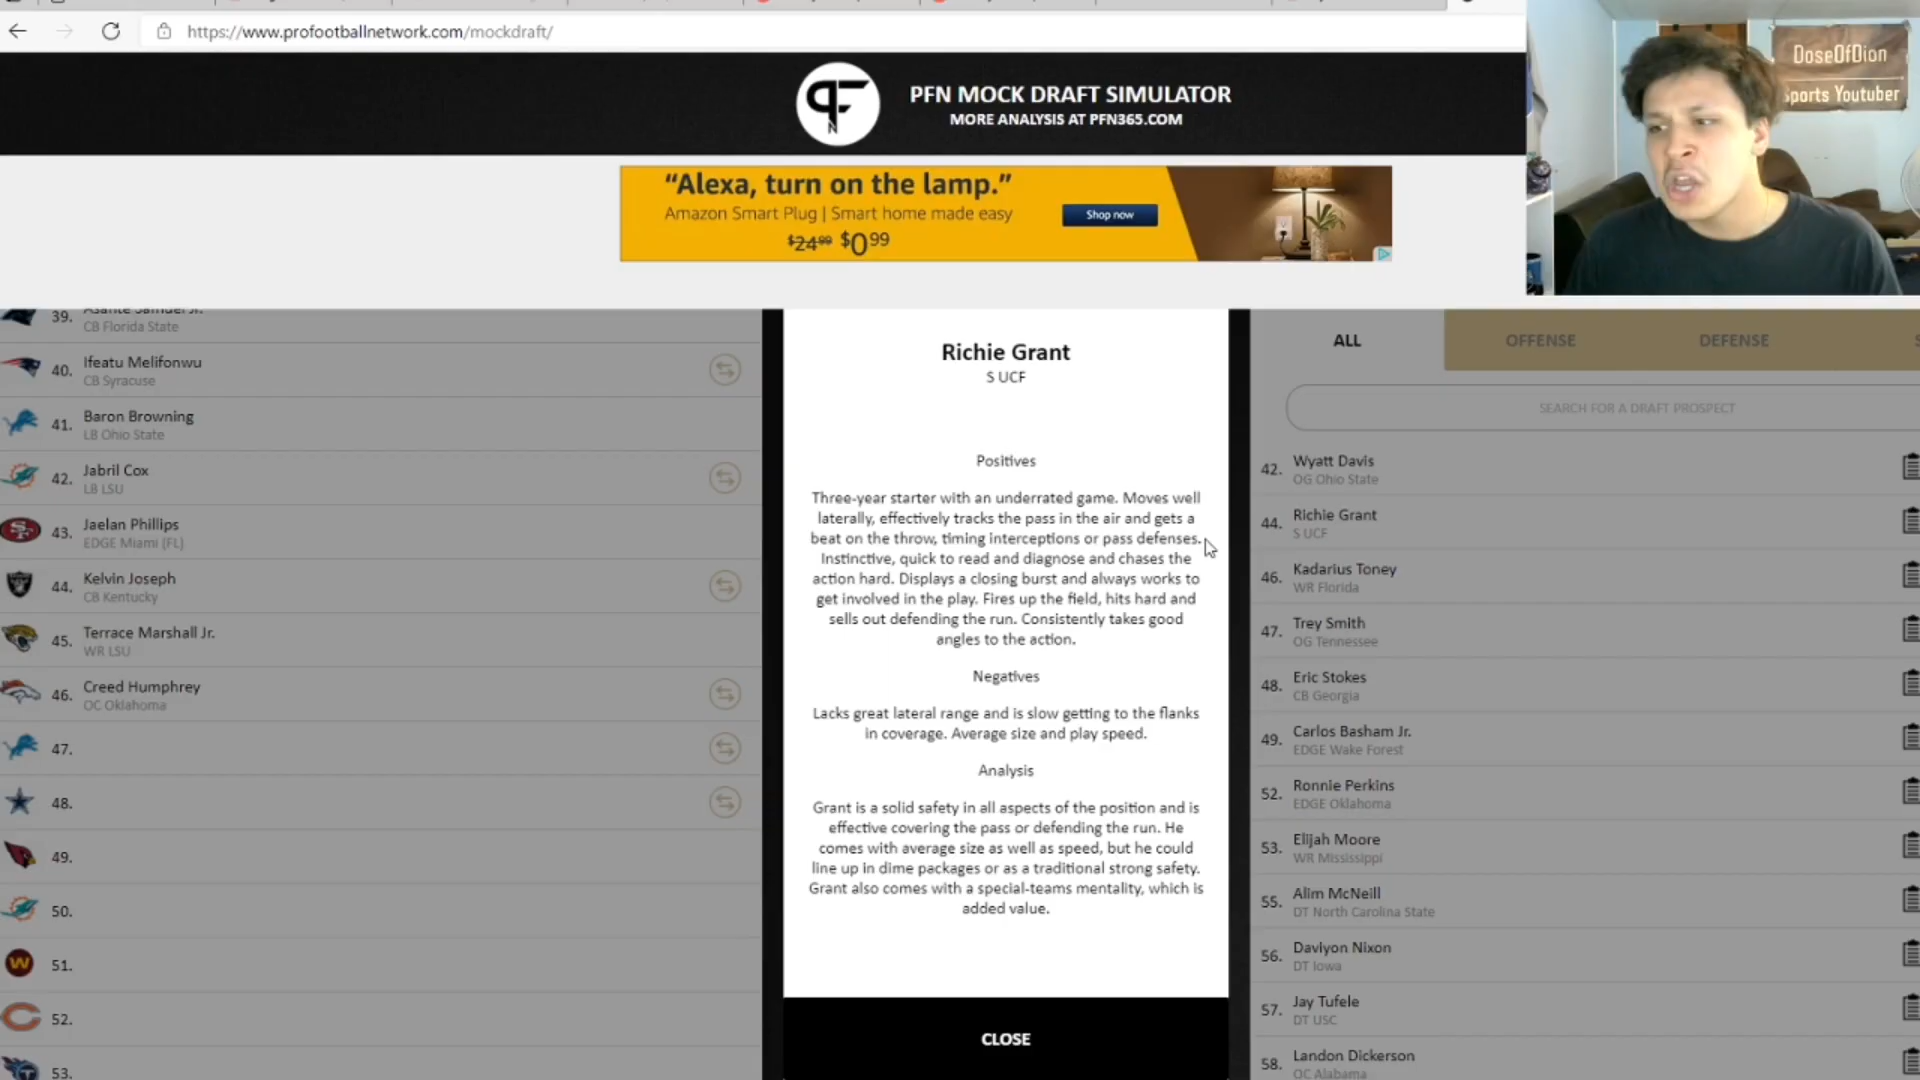 https://www.profootballnetwork.com/mockdraft/
DoseOfDion
Sports Youtuber
PFN
PFN MOCK DRAFT SIMULATOR
MORE ANALYSIS AT PFN365.COM
“Alexa, turn on the lamp.”
Amazon Smart Plug | Smart home made easy
$24⁹⁹ $0⁹⁹
Shop now
39. Asante Samuel Jr.
CB Florida State
40. Ifeatu Melifonwu
CB Syracuse
41. Baron Browning
LB Ohio State
42. Jabril Cox
LB LSU
43. Jaelan Phillips
EDGE Miami (FL)
44. Kelvin Joseph
CB Kentucky
45. Terrace Marshall Jr.
WR LSU
46. Creed Humphrey
OC Oklahoma
47.
48.
49.
50.
51.
52.
53.
Richie Grant
S UCF
Positives
Three-year starter with an underrated game. Moves well
laterally, effectively tracks the pass in the air and gets a
beat on the throw, timing interceptions or pass defenses.
Instinctive, quick to read and diagnose and chases the
action hard. Displays a closing burst and always works to
get involved in the play. Fires up the field, hits hard and
sells out defending the run. Consistently takes good
angles to the action.
Negatives
Lacks great lateral range and is slow getting to the flanks
in coverage. Average size and play speed.
Analysis
Grant is a solid safety in all aspects of the position and is
effective covering the pass or defending the run. He
comes with average size as well as speed, but he could
line up in dime packages or as a traditional strong safety.
Grant also comes with a special-teams mentality, which is
added value.
CLOSE
ALL OFFENSE DEFENSE
SEARCH FOR A DRAFT PROSPECT
42. Wyatt Davis
OG Ohio State
44. Richie Grant
S UCF
46. Kadarius Toney
WR Florida
47. Trey Smith
OG Tennessee
48. Eric Stokes
CB Georgia
49. Carlos Basham Jr.
EDGE Wake Forest
52. Ronnie Perkins
EDGE Oklahoma
53. Elijah Moore
WR Mississippi
55. Alim McNeill
DT North Carolina State
56. Daviyon Nixon
DT Iowa
57. Jay Tufele
DT USC
58. Landon Dickerson
OC Alabama